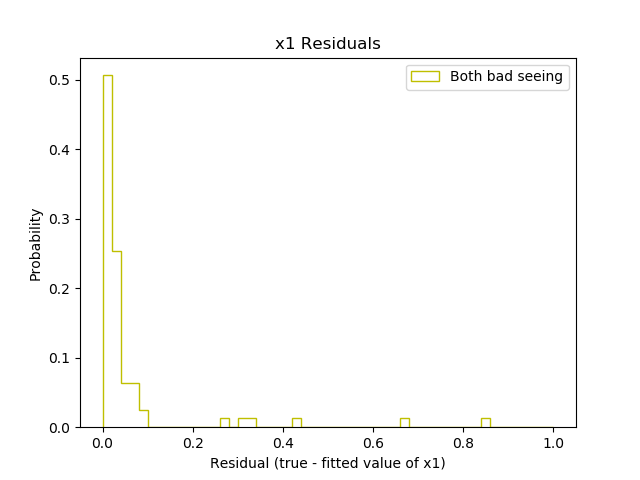 x1 Residuals
Both bad seeing
Probability
0.5
0.4
0.3
0.2
0.1
0.0
0.0 0.2 0.4 0.6 0.8 1.0
Residual (true - fitted value of x1)